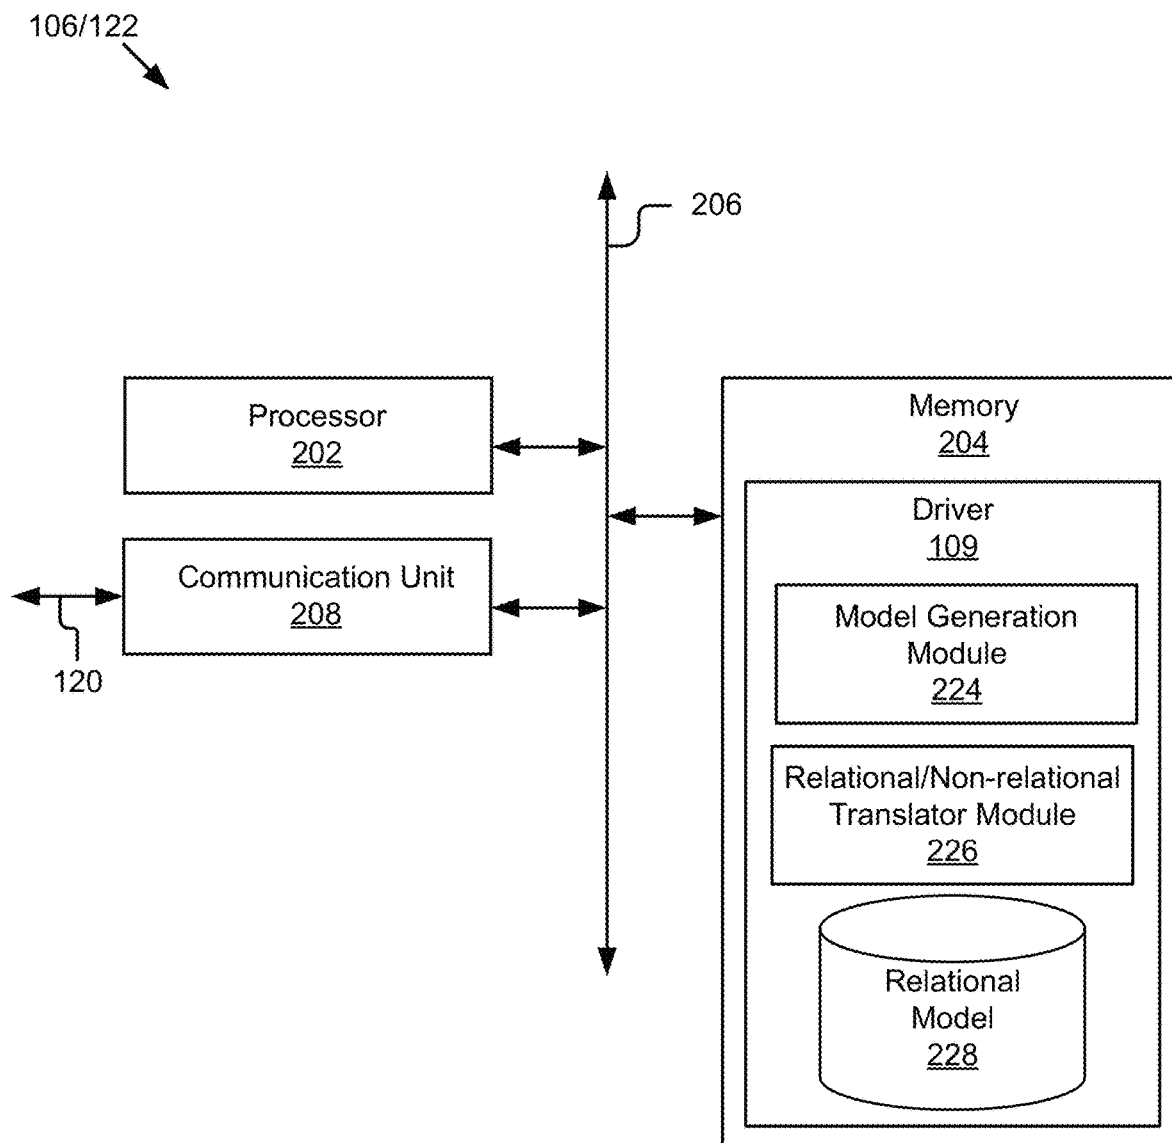 106/122
206
Processor
202
Memory
204
Driver
109
Communication Unit
208
120
Model Generation
Module
224
Relational/Non-relational
Translator Module
226
Relational
Model
228